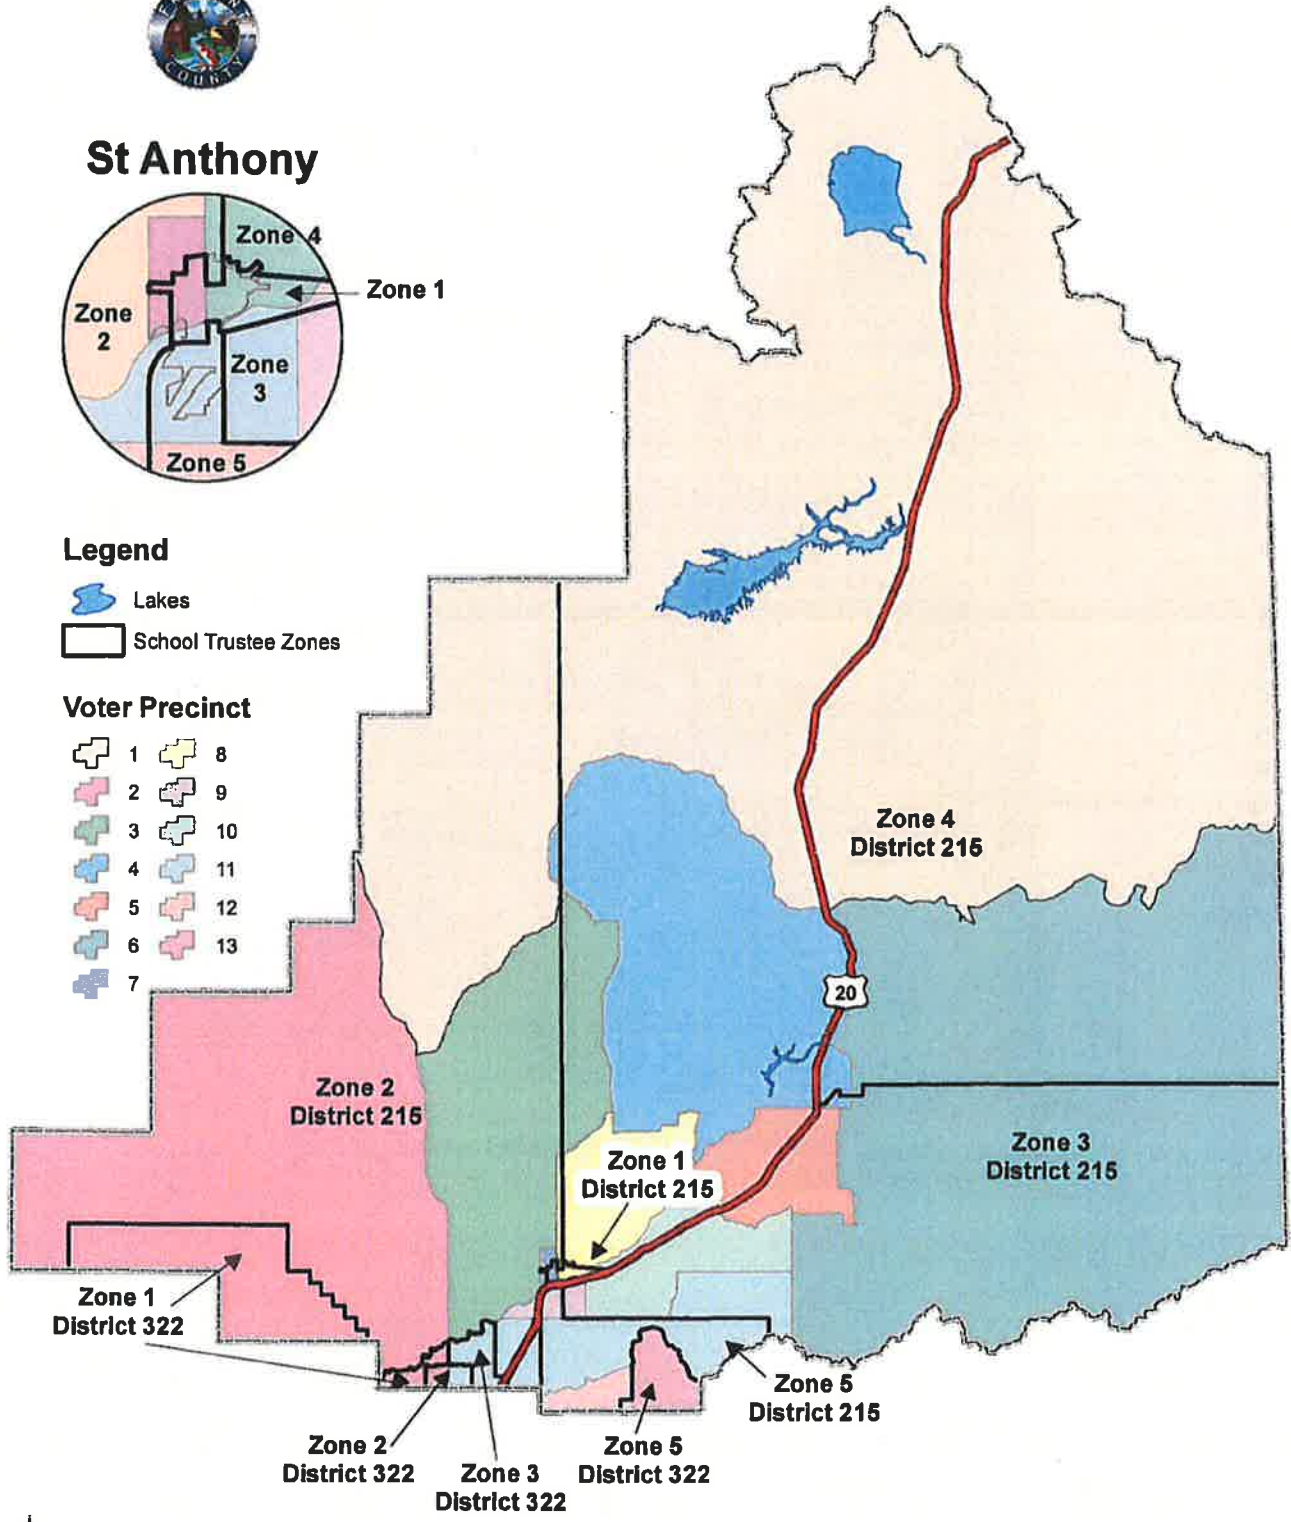 COUNTY
St Anthony
Zone 4
Zone 1
Zone
2
Zone
3
Zone 5
Legend
Lakes
School Trustee Zones
Voter Precinct
1 8
2 9
3 10
4 11
5 12
6 13
7
Zone 4
District 215
20
Zone 2
District 215
Zone 1
District 215
Zone 3
District 215
Zone 1
District 322
Zone 5
District 215
Zone 2
District 322
Zone 3
District 322
Zone 5
District 322